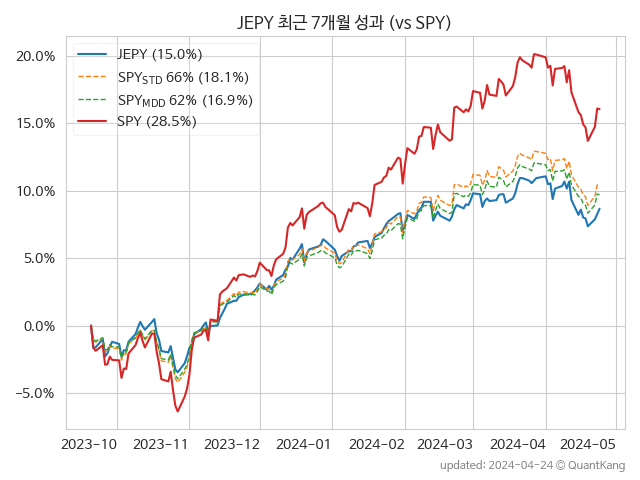 JEPY 최근 7개월 성과 (vs SPY)
JEPY (15.0%)
SPY_STD 66% (18.1%)
SPY_MDD 62% (16.9%)
SPY (28.5%)
20.0%
15.0%
10.0%
5.0%
0.0%
−5.0%
2023-10 2023-11 2023-12 2024-01 2024-02 2024-03 2024-04 2024-05
updated: 2024-04-24 © QuantKang